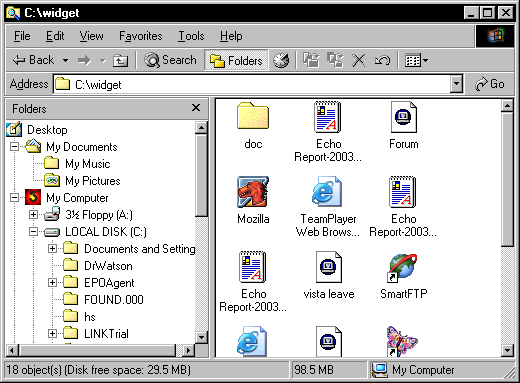 C:\widget
File Edit View Favorites Tools Help
Back Search Folders
Address C:\widget Go
Folders
Desktop
My Documents
My Music
My Pictures
My Computer
3½ Floppy (A:)
LOCAL DISK (C:)
Documents and Setting
DrWatson
EPOAgent
FOUND.000
hs
LINKTrial
doc
Echo
Report-2003...
Forum
Mozilla
TeamPlayer
Web Brows...
Echo
Report-2003...
Echo
Report-2003...
vista leave
SmartFTP
18 object(s) (Disk free space: 29.5 MB) 98.5 MB My Computer